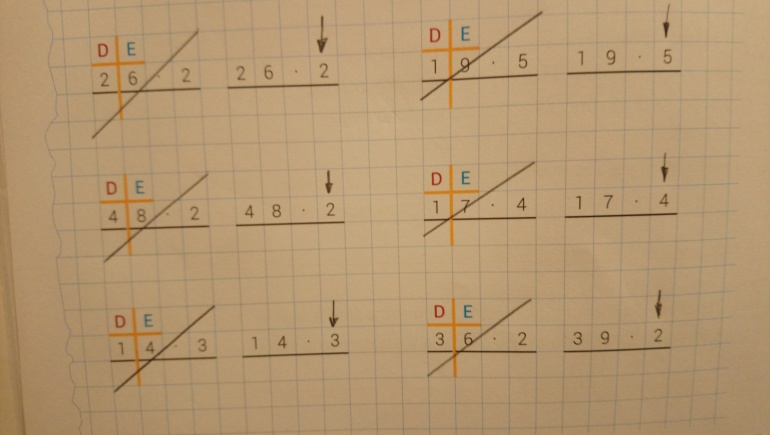 D E
2 6 · 2
2 6 · 2
D E
1 9 · 5
1 9 · 5
D E
4 8 · 2
4 8 · 2
D E
1 7 · 4
1 7 · 4
D E
1 4 · 3
1 4 · 3
D E
3 6 · 2
3 9 · 2